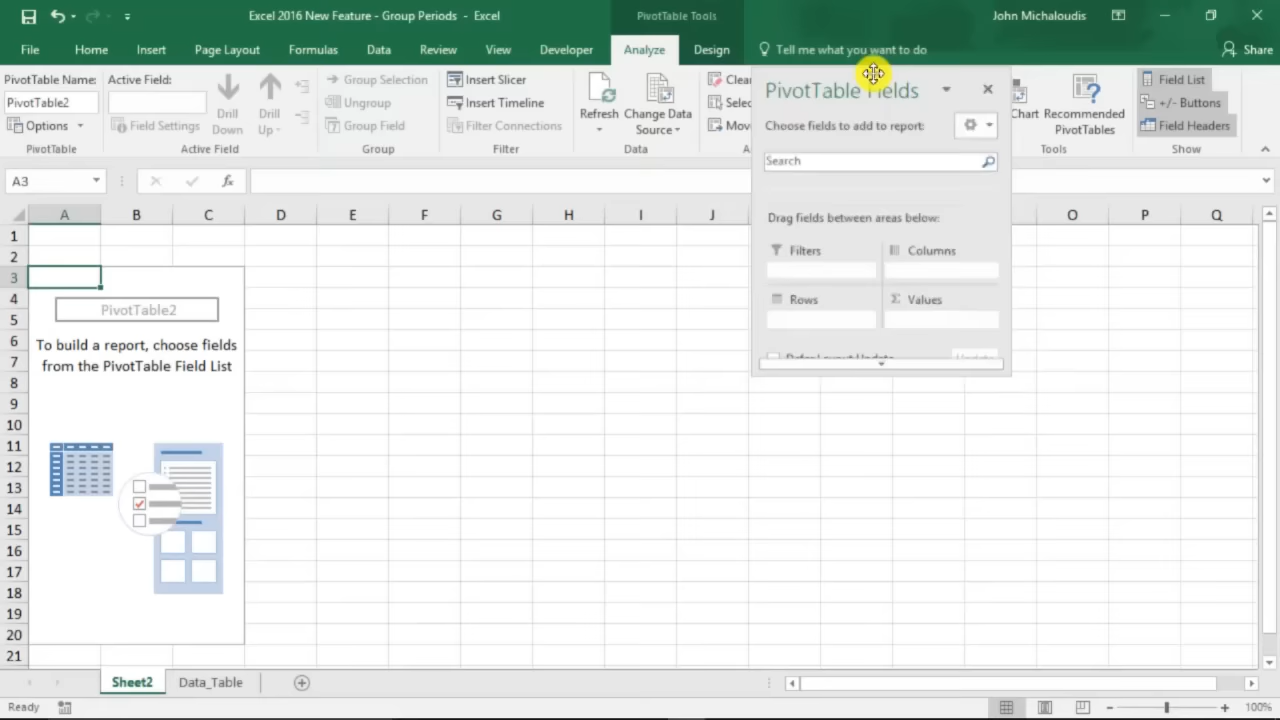 Excel 2016 New Feature - Group Periods - Excel
PivotTable Tools
John Michaloudis
File Home Insert Page Layout Formulas Data Review View Developer Analyze Design Tell me what you want to do Share
PivotTable Name:
PivotTable2
Options
PivotTable
Active Field:
Field Settings
Drill Down
Drill Up
Active Field
Group Selection
Ungroup
Group Field
Group
Insert Slicer
Insert Timeline
Filter Connections
Filter
Refresh
Change Data Source
Data
Recommended PivotTables
Tools
Field List
+/- Buttons
Field Headers
Show
A3
fx
A B C D E F G H I J O P Q
1
2
3
4
5
6
7
8
9
10
11
12
13
14
15
16
17
18
19
20
21
PivotTable2
To build a report, choose fields
from the PivotTable Field List
PivotTable Fields
Choose fields to add to report:
Search
Drag fields between areas below:
Filters Columns
Rows Σ Values
Sheet2 Data_Table
Ready
100%